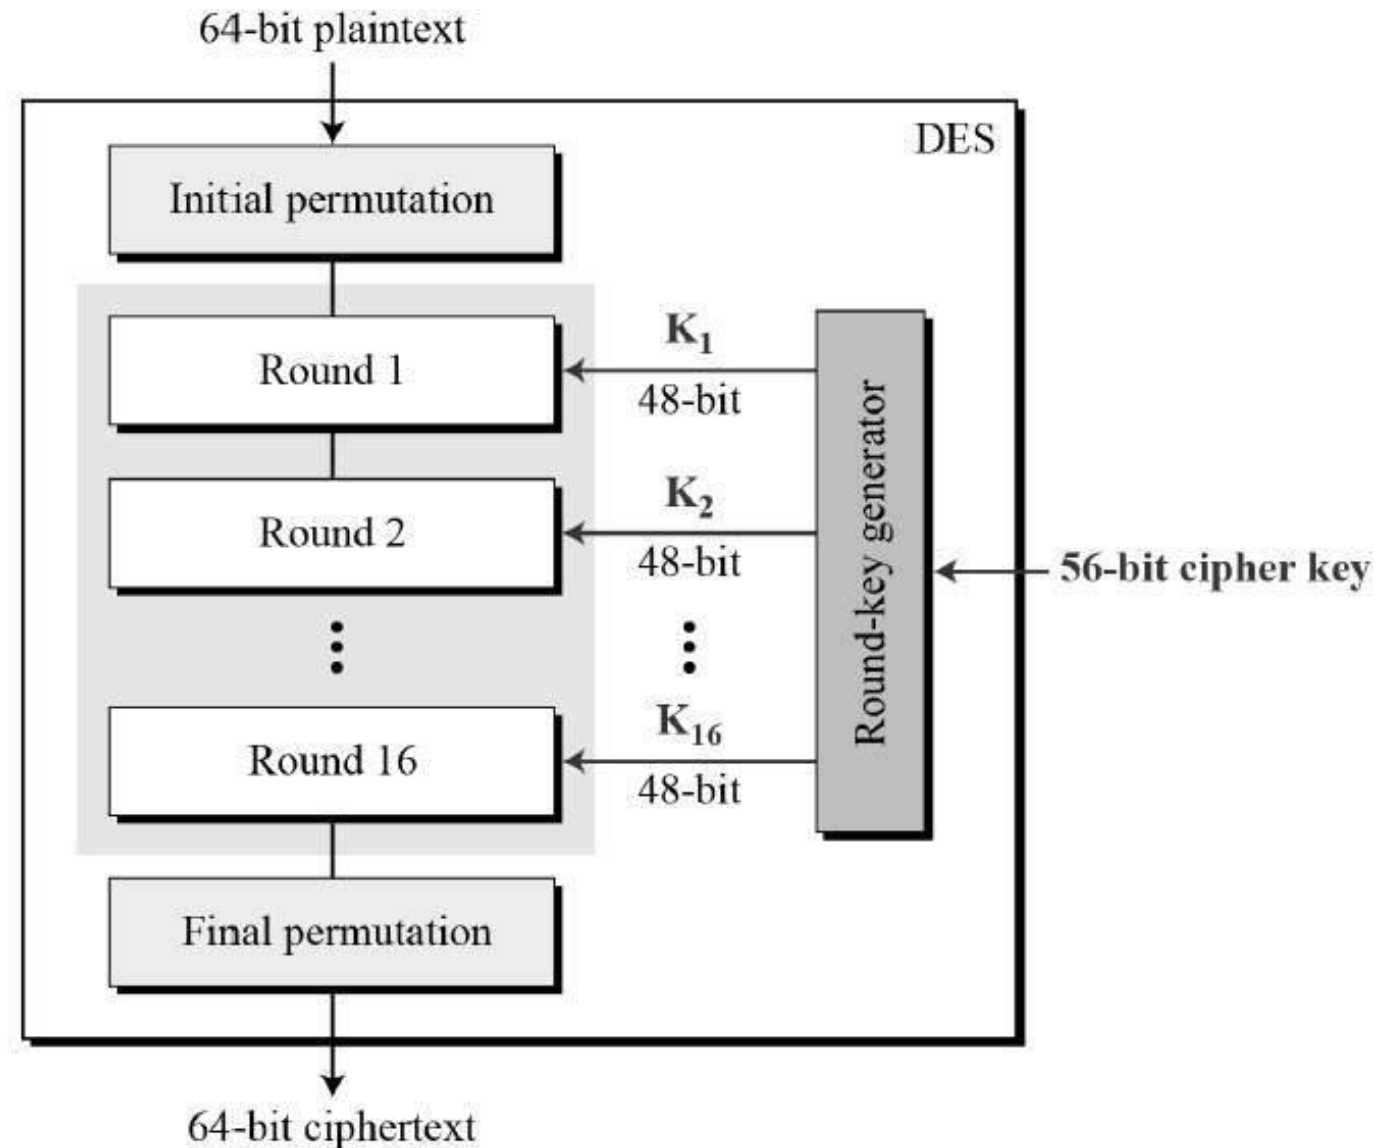 64-bit plaintext
DES
Initial permutation
Round 1
K1
48-bit
Round 2
K2
48-bit
Round-key generator
56-bit cipher key
Round 16
K16
48-bit
Final permutation
64-bit ciphertext